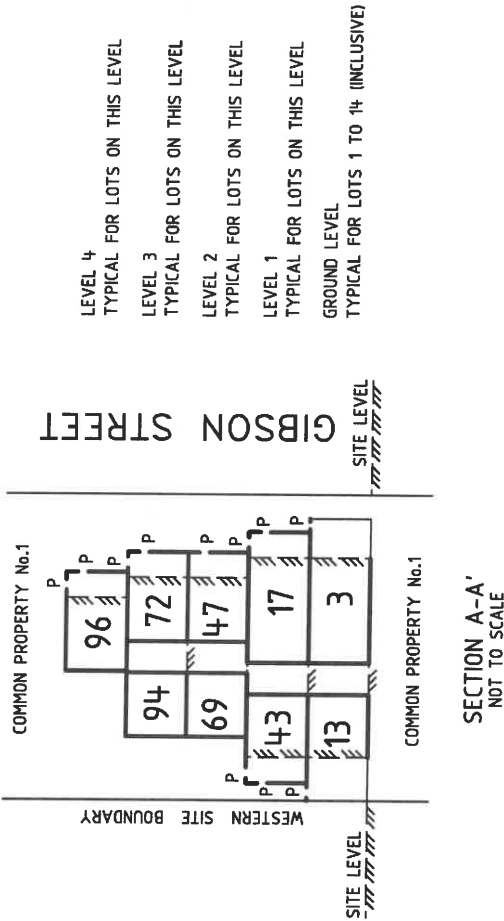 COMMON PROPERTY No.1
P
96
P
P
LEVEL 4
TYPICAL FOR LOTS ON THIS LEVEL
94
72
P
P
LEVEL 3
TYPICAL FOR LOTS ON THIS LEVEL
69
47
P
P
LEVEL 2
TYPICAL FOR LOTS ON THIS LEVEL
P
P
43
17
P
P
LEVEL 1
TYPICAL FOR LOTS ON THIS LEVEL
13
3
GROUND LEVEL
TYPICAL FOR LOTS 1 TO 14 (INCLUSIVE)
WESTERN SITE BOUNDARY
GIBSON STREET
SITE LEVEL
SITE LEVEL
COMMON PROPERTY No.1
SECTION A-A'
NOT TO SCALE